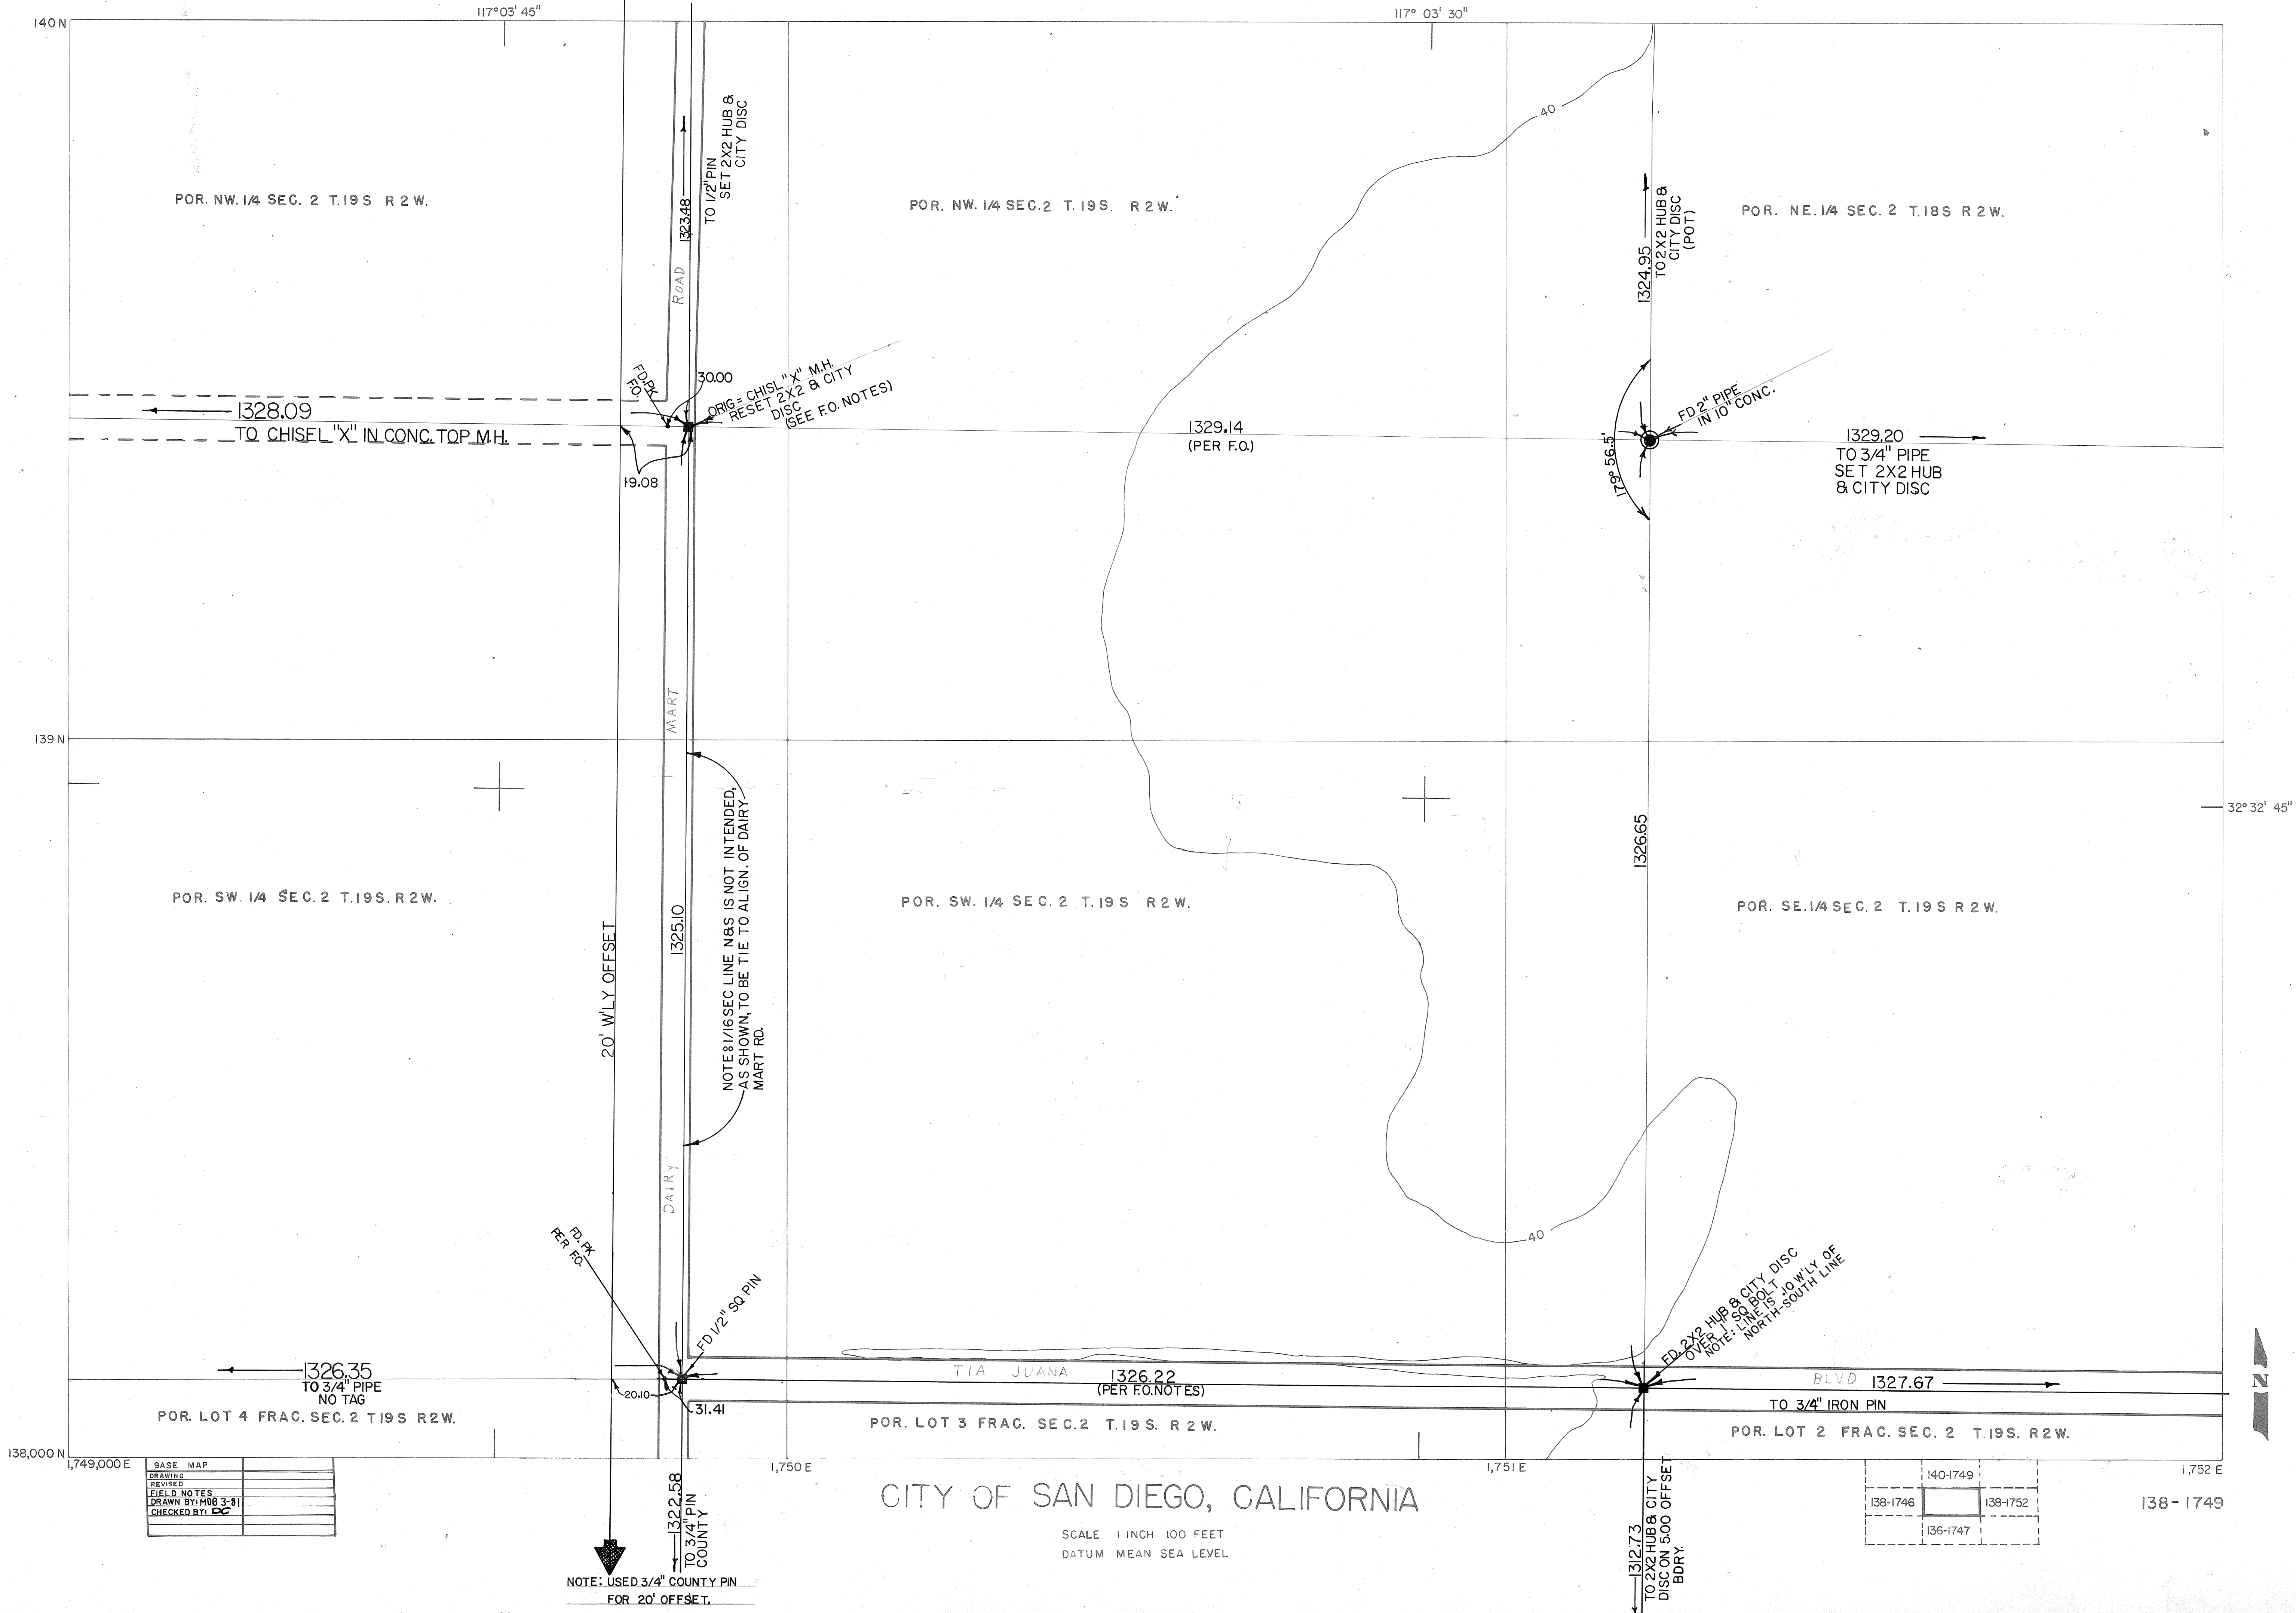 117° 03' 45"
117° 03' 30"
140 N
40
TO 1/2" PIN
SET 2X2 HUB &
CITY DISC
1323.48
POR. NW. 1/4 SEC. 2 T. 19 S R 2 W.
POR. NW. 1/4 SEC. 2 T. 19 S. R 2 W.
POR. NE. 1/4 SEC. 2 T. 18 S R 2 W.
1324.95
TO 2X2 HUB &
CITY DISC
(POT)
ROAD
FD. PK
F.O.
30.00
ORIG = CHISL "X" M.H.
RESET 2X2 & CITY
DISC
(SEE F.O. NOTES)
FD 2" PIPE
IN 10" CONC.
1328.09
TO CHISEL "X" IN CONC. TOP M.H.
1329.14
(PER F.O.)
1329.20
TO 3/4" PIPE
SET 2X2 HUB
& CITY DISC
179° 56.5'
19.08
MART
139 N
32° 32' 45"
NOTE: 1/16 SEC LINE N&S IS NOT INTENDED,
AS SHOWN, TO BE TIE TO ALIGN. OF DAIRY
MART RD.
1326.65
POR. SW. 1/4 SEC. 2 T. 19 S. R 2 W.
1325.10
POR. SW. 1/4 SEC. 2 T. 19 S R 2 W.
POR. SE. 1/4 SEC. 2 T. 19 S R 2 W.
20' W'LY OFFSET
DAIRY
40
FD. PK
PER F.O.
FD 1/2" SQ PIN
FD. 2X2 HUB & CITY DISC
OVER 1" SQ BOLT
NOTE: LINE IS .10 W'LY OF
NORTH-SOUTH LINE
1326.35
TO 3/4" PIPE
NO TAG
20.10
31.41
TIA JUANA
1326.22
(PER F.O. NOTES)
BLVD
1327.67
TO 3/4" IRON PIN
POR. LOT 4 FRAC. SEC. 2 T 19 S R 2 W.
POR. LOT 3 FRAC. SEC. 2 T. 19 S. R 2 W.
POR. LOT 2 FRAC. SEC. 2 T. 19 S. R 2 W.
N
138,000 N
1,749,000 E
1,750 E
1,751 E
1,752 E
BASE MAP
DRAWING
REVISED
FIELD NOTES
DRAWN BY: MDB 3-81
CHECKED BY: DC
1322.58
TO 3/4" PIN
COUNTY
NOTE: USED 3/4" COUNTY PIN
FOR 20' OFFSET.
CITY OF SAN DIEGO, CALIFORNIA
SCALE 1 INCH 100 FEET
DATUM MEAN SEA LEVEL
1312.73
TO 2X2 HUB & CITY
DISC ON 5.00 OFFSET
BDRY.
140-1749
138-1746
138-1752
136-1747
138-1749